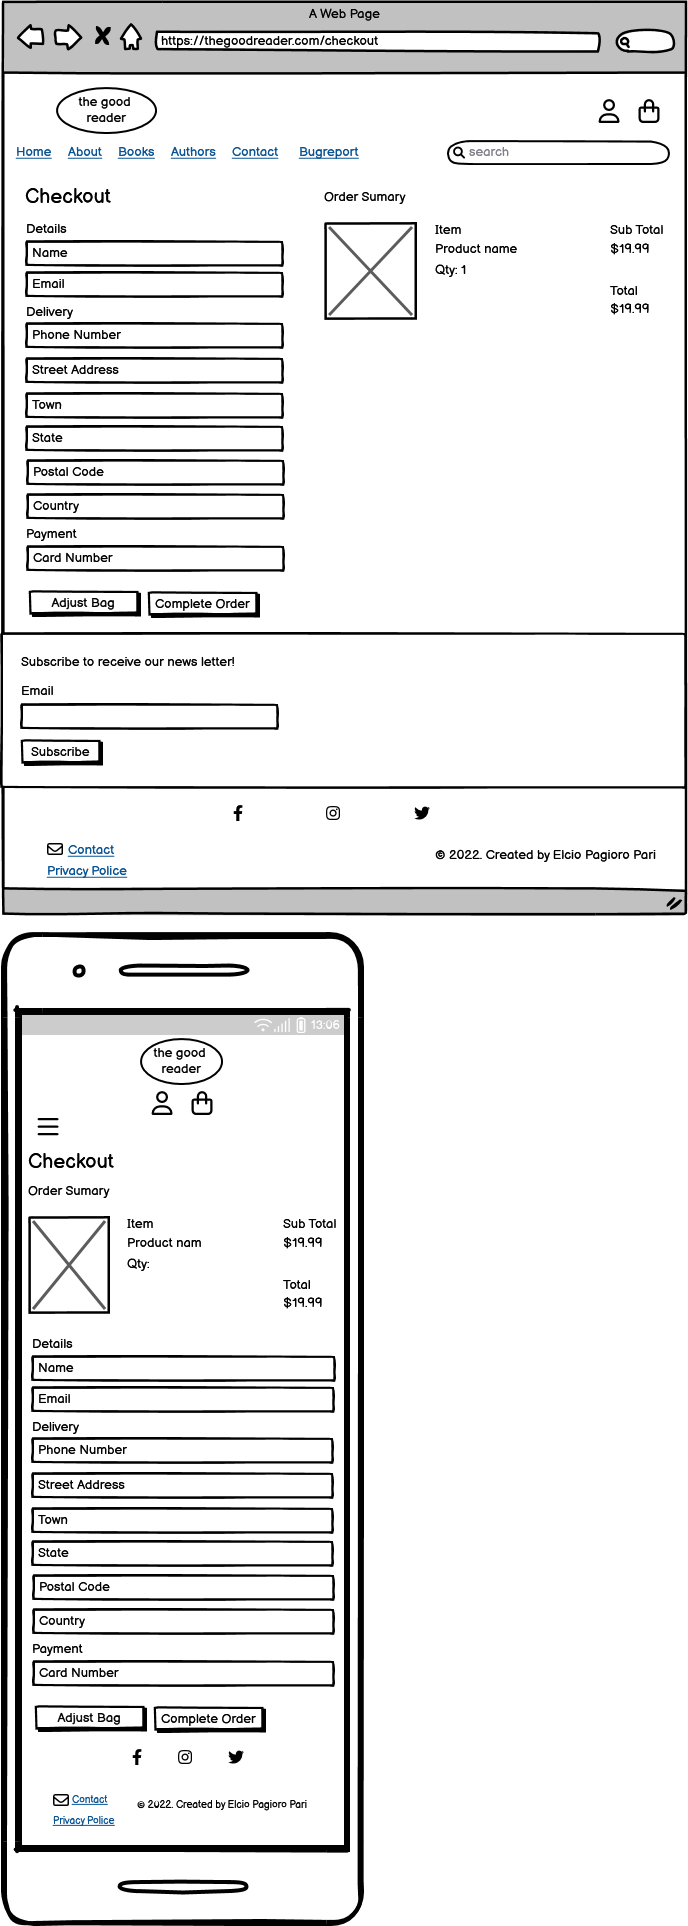 A Web Page
https://thegoodreader.com/checkout
the good
reader
Home About Books Authors Contact Bugreport
search
Checkout
Details
Name
Email
Delivery
Phone Number
Street Address
Town
State
Postal Code
Country
Payment
Card Number
Adjust Bag Complete Order
Order Sumary
Item Sub Total
Product name $19.99
Qty: 1
Total
$19.99
Subscribe to receive our news letter!
Email
Subscribe
Contact
Privacy Police
© 2022. Created by Elcio Pagioro Pari
13:06
the good
reader
Checkout
Order Sumary
Item Sub Total
Product nam $19.99
Qty:
Total
$19.99
Details
Name
Email
Delivery
Phone Number
Street Address
Town
State
Postal Code
Country
Payment
Card Number
Adjust Bag Complete Order
Contact
Privacy Police
© 2022. Created by Elcio Pagioro Pari